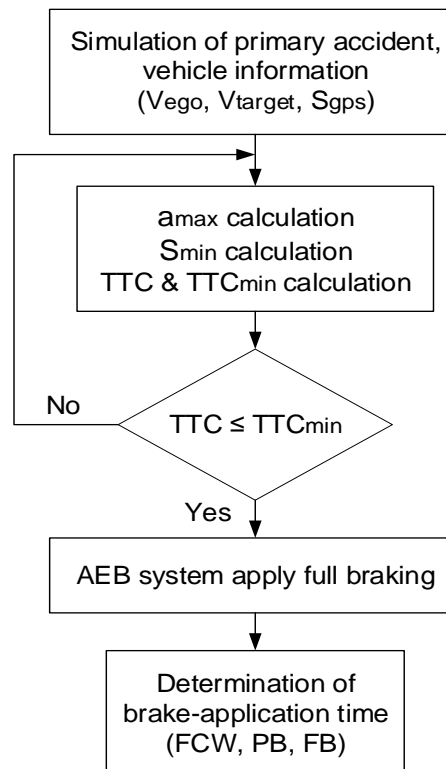 Simulation of primary accident,
vehicle information
(Vego, Vtarget, Sgps)
amax calculation
Smin calculation
TTC & TTCmin calculation
No
TTC ≤ TTCmin
Yes
AEB system apply full braking
Determination of
brake-application time
(FCW, PB, FB)